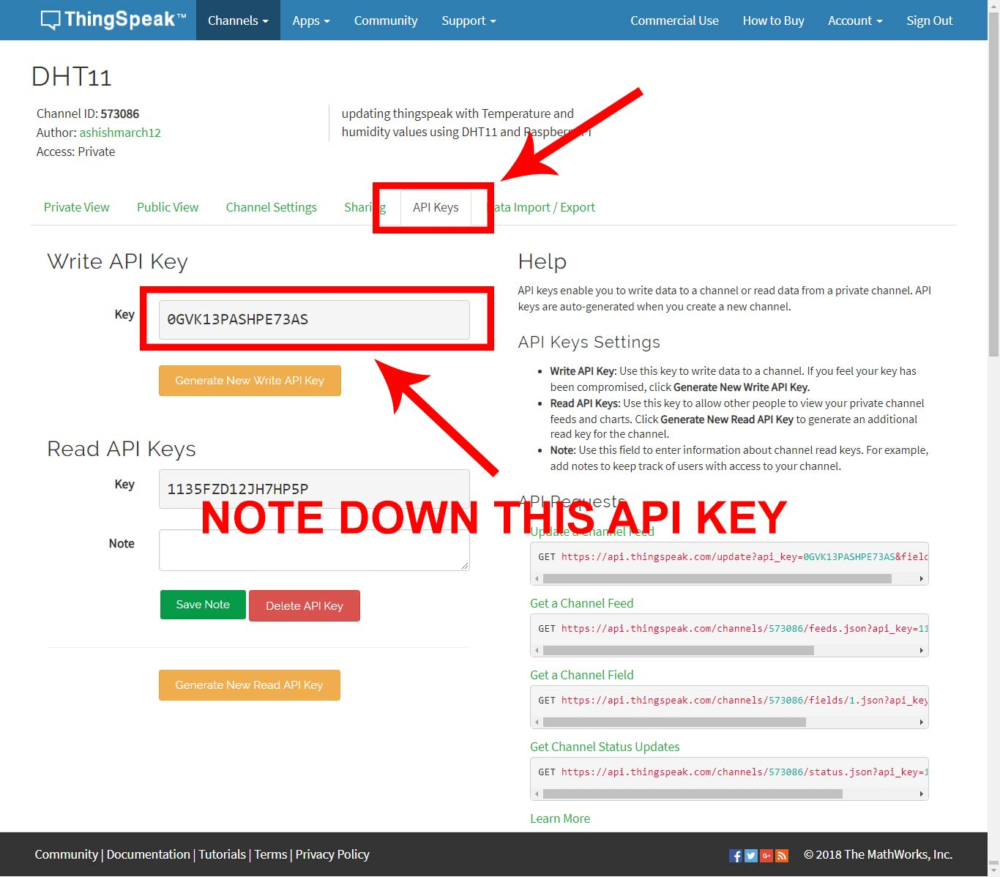 ThingSpeak™
Channels
Apps
Community
Support
Commercial Use
How to Buy
Account
Sign Out
DHT11
Channel ID: 573086
Author: ashishmarch12
Access: Private
updating thingspeak with Temperature and
humidity values using DHT11 and Raspberry Pi
Private View
Public View
Channel Settings
Sharing
API Keys
Data Import / Export
Write API Key
Key
0GVK13PASHPE73AS
Generate New Write API Key
Read API Keys
Key
1135FZD12JH7HP5P
NOTE DOWN THIS API KEY
Note
Save Note
Delete API Key
Generate New Read API Key
Help
API keys enable you to write data to a channel or read data from a private channel. API
keys are auto-generated when you create a new channel.
API Keys Settings
• Write API Key: Use this key to write data to a channel. If you feel your key has
been compromised, click Generate New Write API Key.
• Read API Keys: Use this key to allow other people to view your private channel
feeds and charts. Click Generate New Read API Key to generate an additional
read key for the channel.
• Note: Use this field to enter information about channel read keys. For example,
add notes to keep track of users with access to your channel.
API Requests
Update a Channel Feed
GET https://api.thingspeak.com/update?api_key=0GVK13PASHPE73AS&field
Get a Channel Feed
GET https://api.thingspeak.com/channels/573086/feeds.json?api_key=11
Get a Channel Field
GET https://api.thingspeak.com/channels/573086/fields/1.json?api_key
Get Channel Status Updates
GET https://api.thingspeak.com/channels/573086/status.json?api_key=1
Learn More
Community | Documentation | Tutorials | Terms | Privacy Policy
© 2018 The MathWorks, Inc.